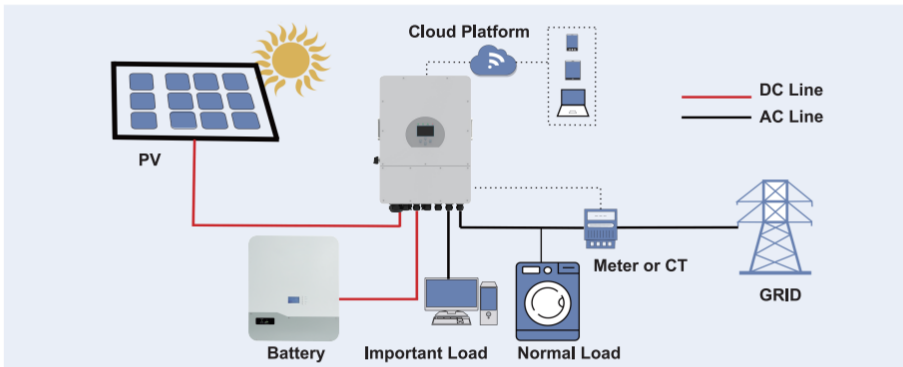 Cloud Platform
DC Line
AC Line
PV
Meter or CT
GRID
Battery
Important Load
Normal Load